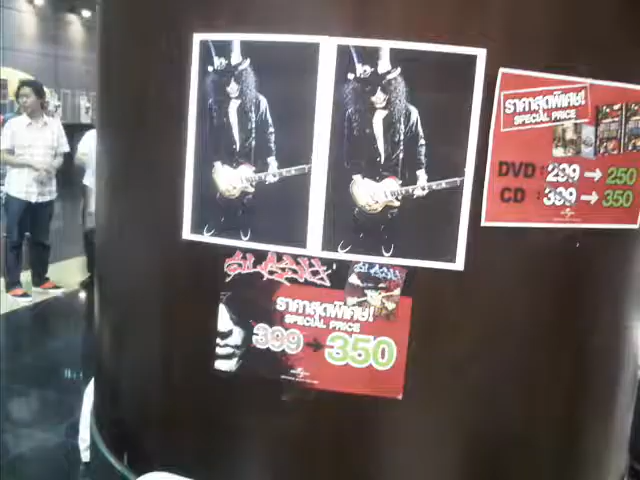 ราคาสุดพิเศษ!
SPECIAL PRICE
DVD : 299 → 250
CD : 399 → 350
SLASH
SLASH
ราคาสุดพิเศษ!
SPECIAL PRICE
399 → 350